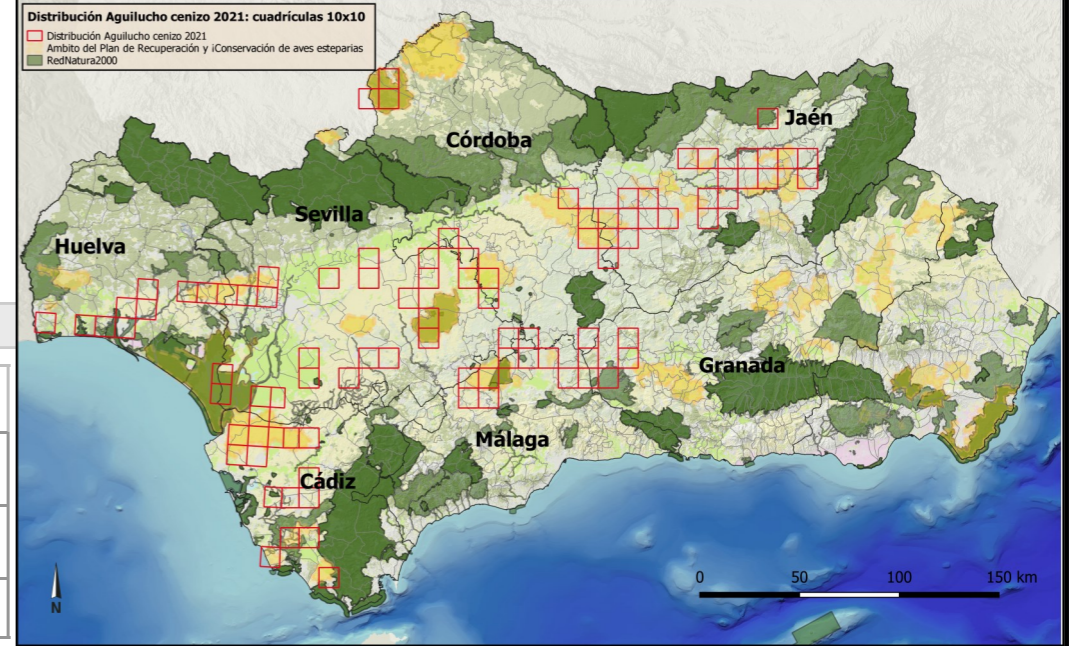 Distribución Aguilucho cenizo 2021: cuadrículas 10x10
Distribución Aguilucho cenizo 2021
Ambito del Plan de Recuperación y iConservación de aves esteparias
RedNatura2000
Jaén
Córdoba
Sevilla
Huelva
Granada
Málaga
Cádiz
0 50 100 150 km
N